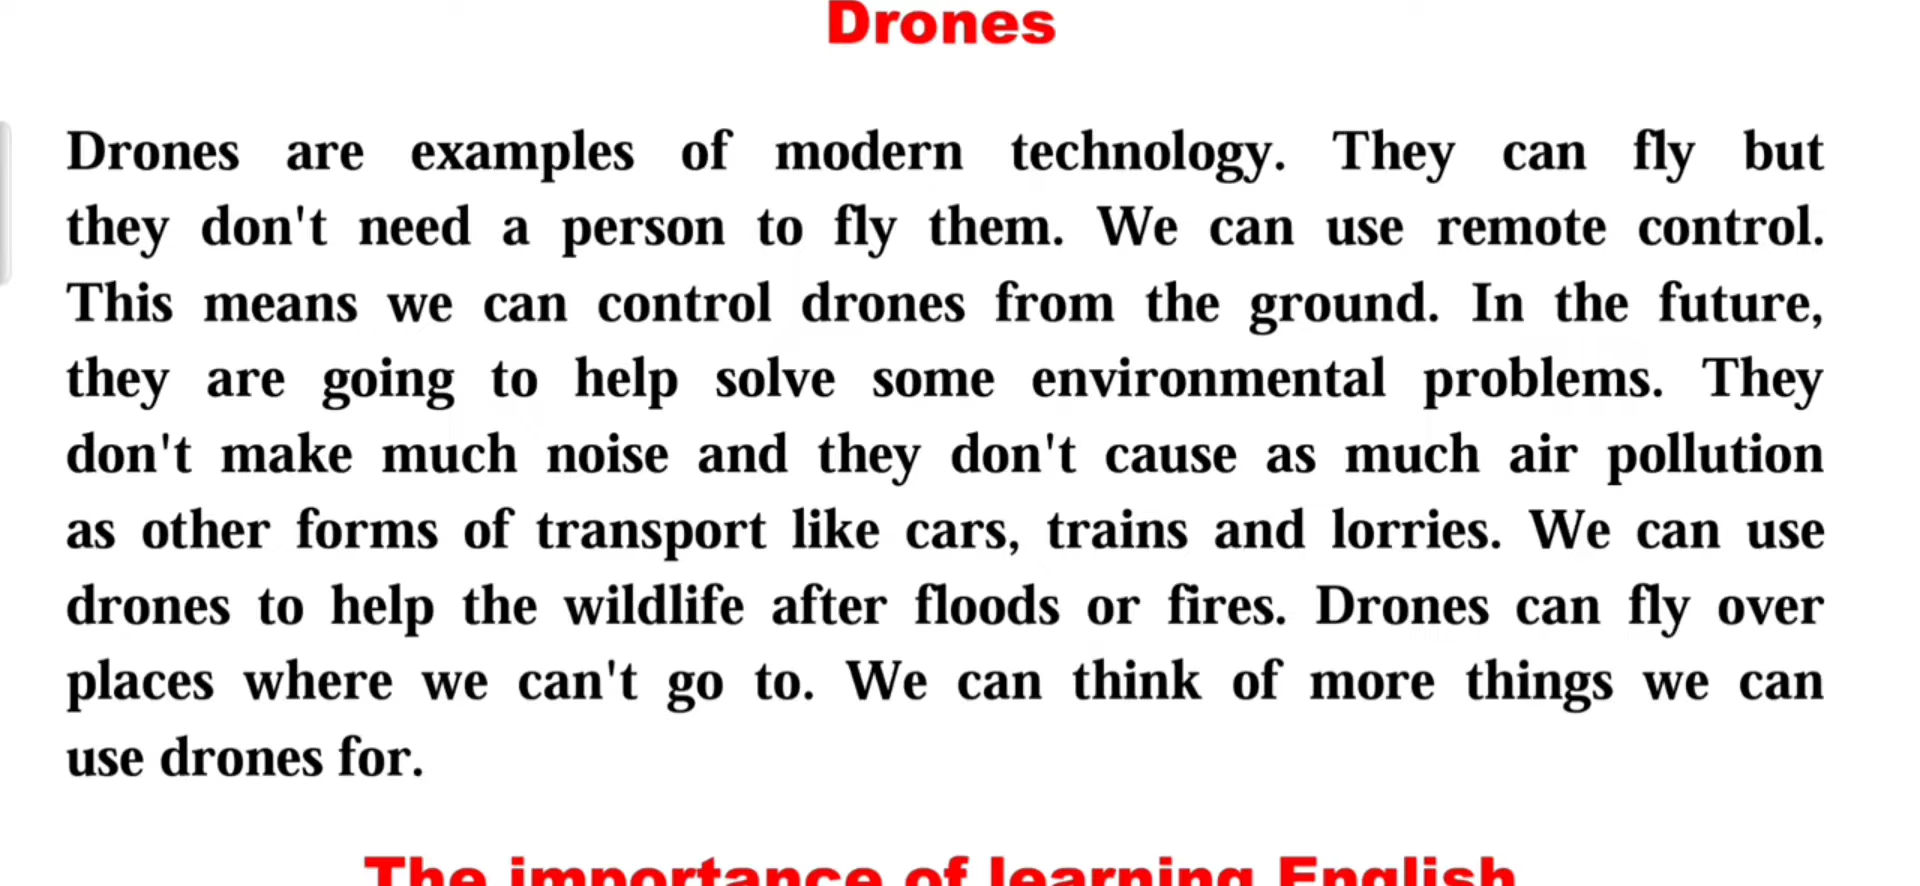 Drones
Drones are examples of modern technology. They can fly but
they don't need a person to fly them. We can use remote control.
This means we can control drones from the ground. In the future,
they are going to help solve some environmental problems. They
don't make much noise and they don't cause as much air pollution
as other forms of transport like cars, trains and lorries. We can use
drones to help the wildlife after floods or fires. Drones can fly over
places where we can't go to. We can think of more things we can
use drones for.
The importance of learning English